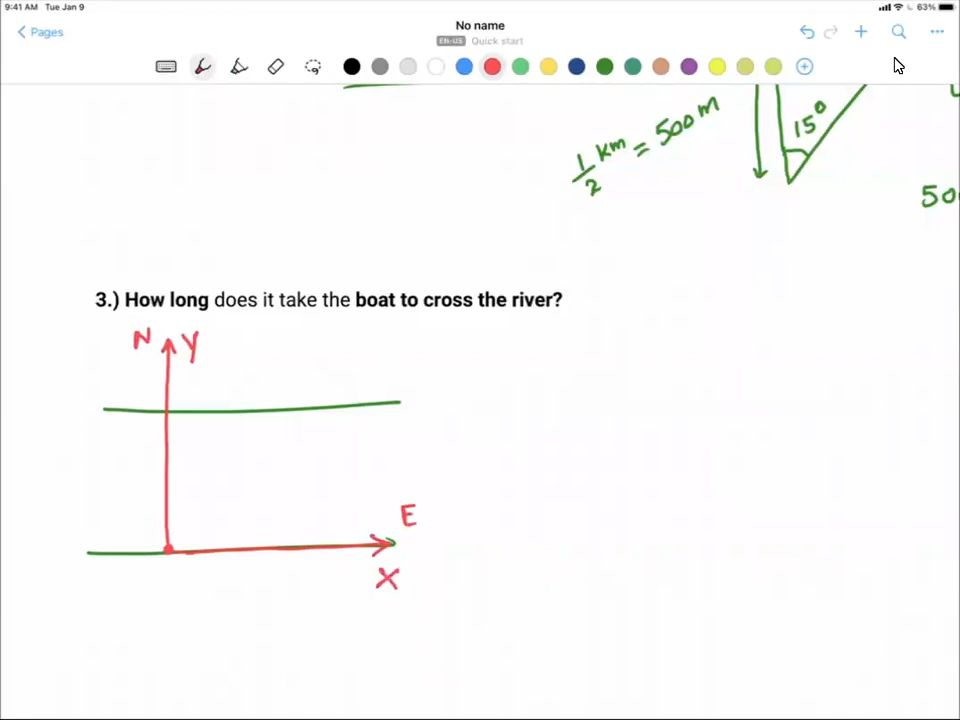 9:41 AM Tue Jan 9
63%
No name
Pages
EN-US Quick start
1/2 km = 500 m
15°
50
3.) How long does it take the boat to cross the river?
N Y
E
X